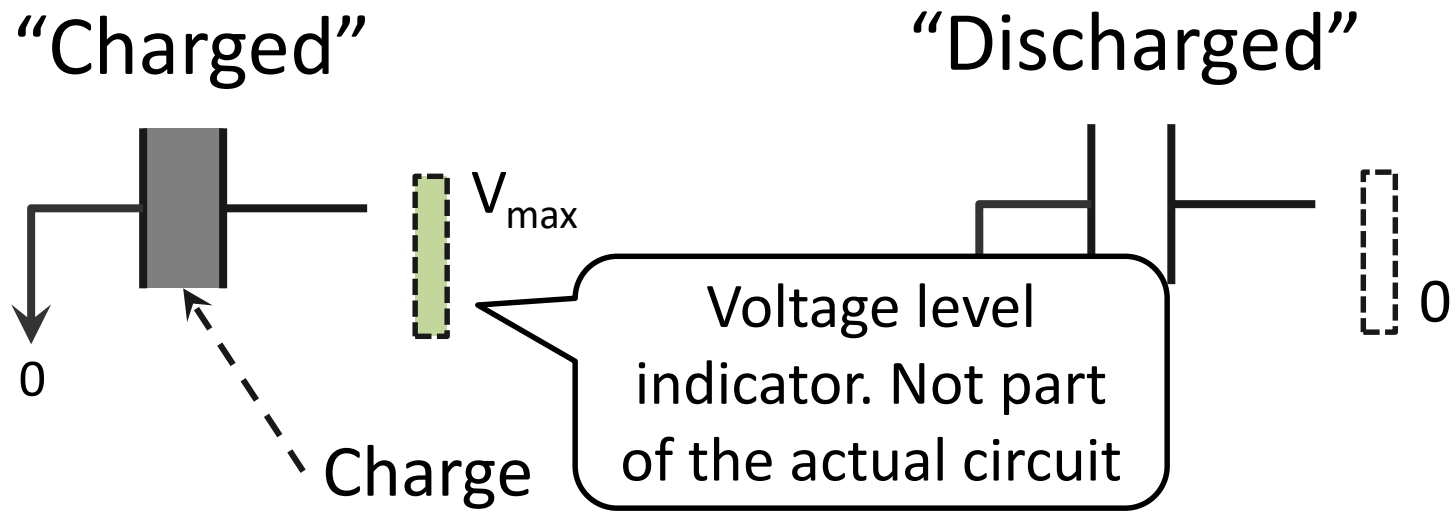 “Charged”
“Discharged”
Vmax
0
0
Charge
Voltage level
indicator. Not part
of the actual circuit